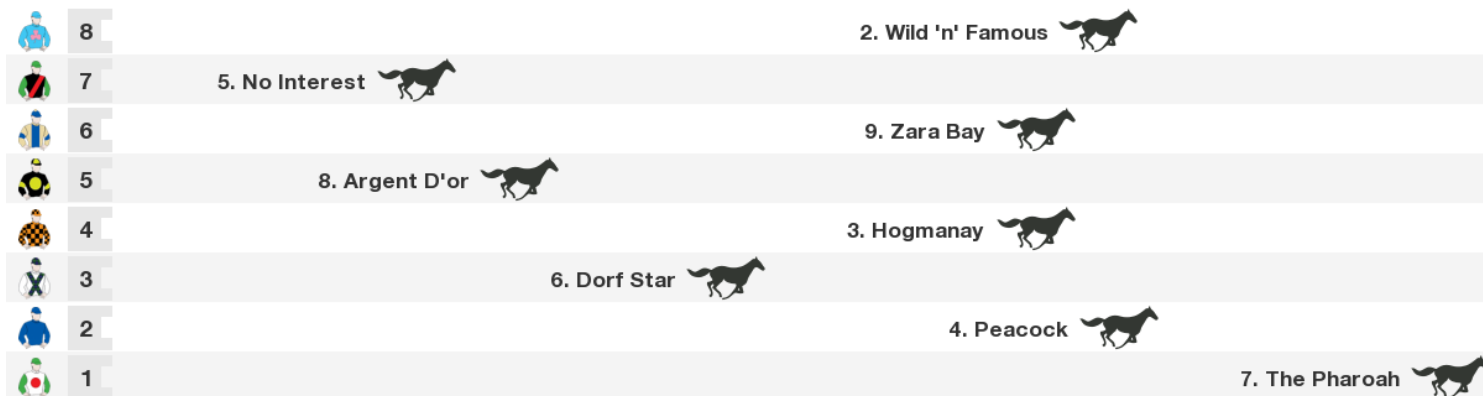 8 2. Wild 'n' Famous
7 5. No Interest
6 9. Zara Bay
5 8. Argent D'or
4 3. Hogmanay
3 6. Dorf Star
2 4. Peacock
1 7. The Pharoah